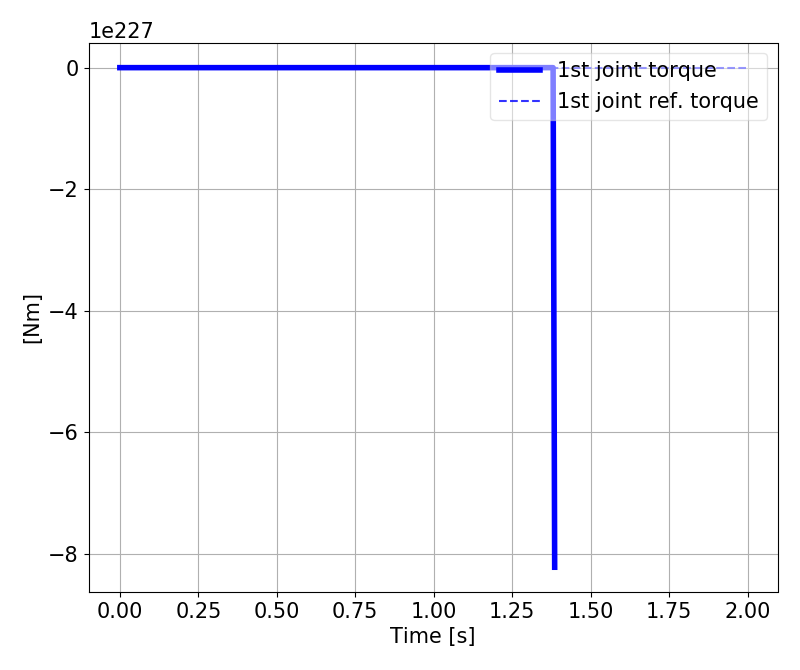 1e227
1st joint torque
1st joint ref. torque
0
−2
−4
−6
−8
[Nm]
0.00 0.25 0.50 0.75 1.00 1.25 1.50 1.75 2.00
Time [s]